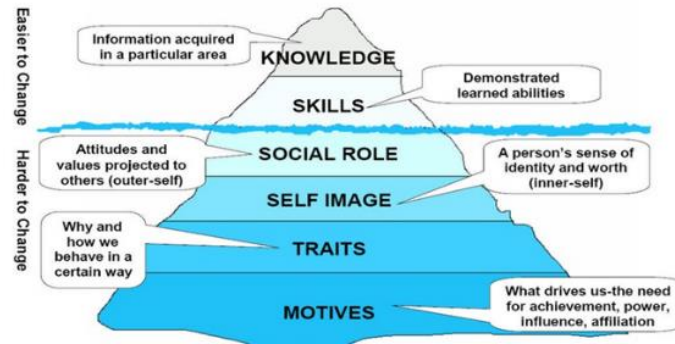 Easier to Change
Information acquired
in a particular area
KNOWLEDGE
Demonstrated
learned abilities
SKILLS
Harder to Change
Attitudes and
values projected to
others (outer-self)
SOCIAL ROLE
A person's sense of
identity and worth
(inner-self)
SELF IMAGE
Why and
how we
behave in a
certain way
TRAITS
What drives us-the need
for achievement, power,
influence, affiliation
MOTIVES